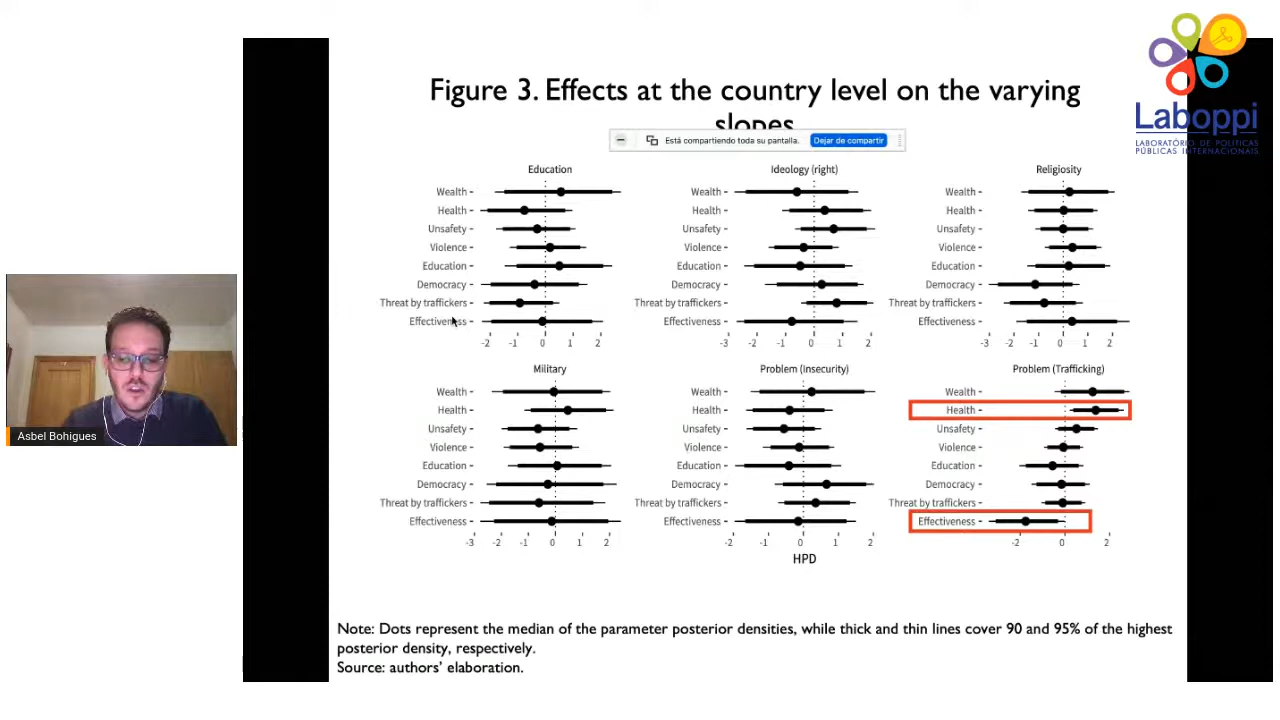 Figure 3. Effects at the country level on the varying
slopes
Está compartiendo toda su pantalla. Dejar de compartir
Laboppi
LABORATÓRIO DE POLÍTICAS
PÚBLICAS INTERNACIONAIS
Education
Wealth
Health
Unsafety
Violence
Education
Democracy
Threat by traffickers
Effectiveness
-2 -1 0 1 2
Ideology (right)
Wealth
Health
Unsafety
Violence
Education
Democracy
Threat by traffickers
Effectiveness
-3 -2 -1 0 1 2
Religiosity
Wealth
Health
Unsafety
Violence
Education
Democracy
Threat by traffickers
Effectiveness
-3 -2 -1 0 1 2
Military
Wealth
Health
Unsafety
Violence
Education
Democracy
Threat by traffickers
Effectiveness
-3 -2 -1 0 1 2
Problem (Insecurity)
Wealth
Health
Unsafety
Violence
Education
Democracy
Threat by traffickers
Effectiveness
-2 -1 0 1 2
Problem (Trafficking)
Wealth
Health
Unsafety
Violence
Education
Democracy
Threat by traffickers
Effectiveness
-2 0 2
HPD
Asbel Bohigues
Note: Dots represent the median of the parameter posterior densities, while thick and thin lines cover 90 and 95% of the highest
posterior density, respectively.
Source: authors’ elaboration.